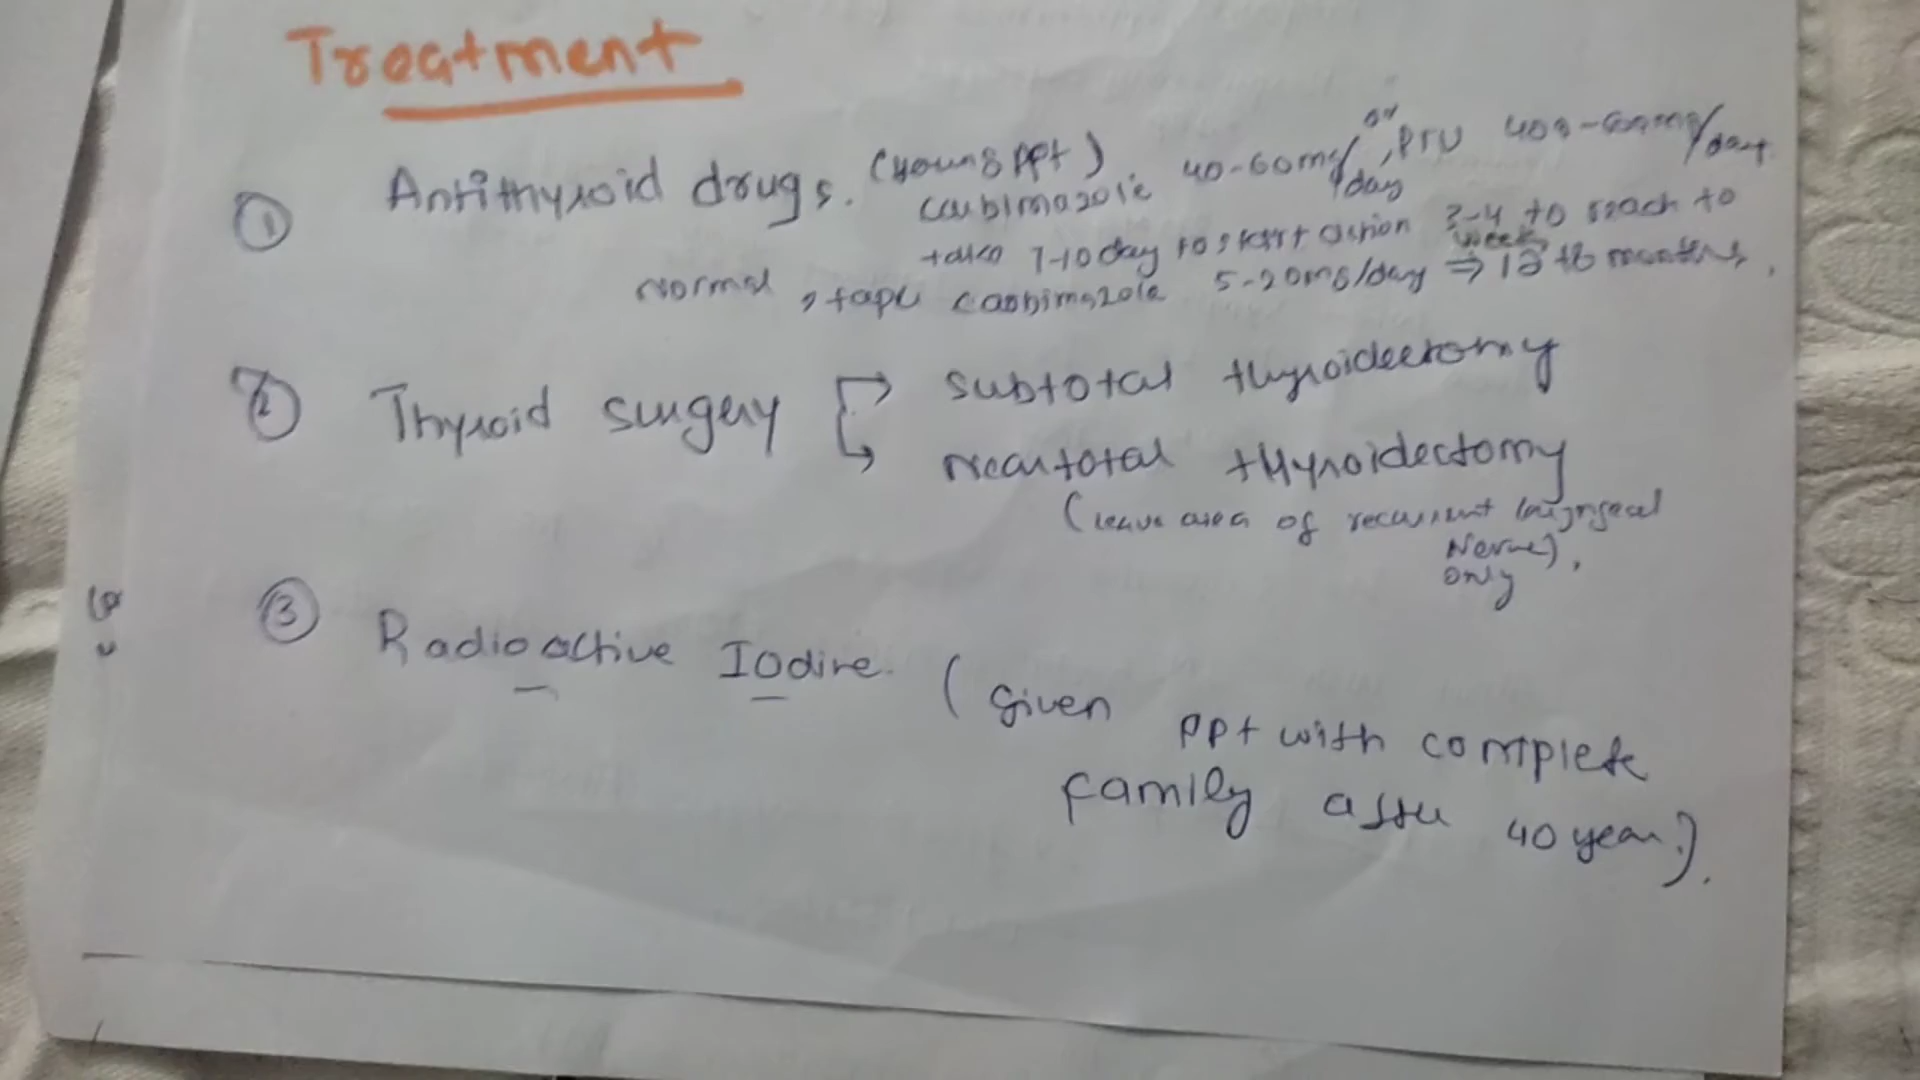 Treatment
① Antithyroid drugs. (young ppt)
carbimazole 40-60mg/day or, PTU 400-600mg/day
takes 7-10 day to start action 3-4 week to reach to
normal, tape carbimazole 5-20mg/day ⇒ 12 18 months.
② Thyroid surgery → subtotal thyroidectomy
→ Neartotal thyroidectomy
(leave area of recurrent laryngeal
Nerve).
only
③ Radioactive Iodine. (Given ppt with complete
family after 40 year.).